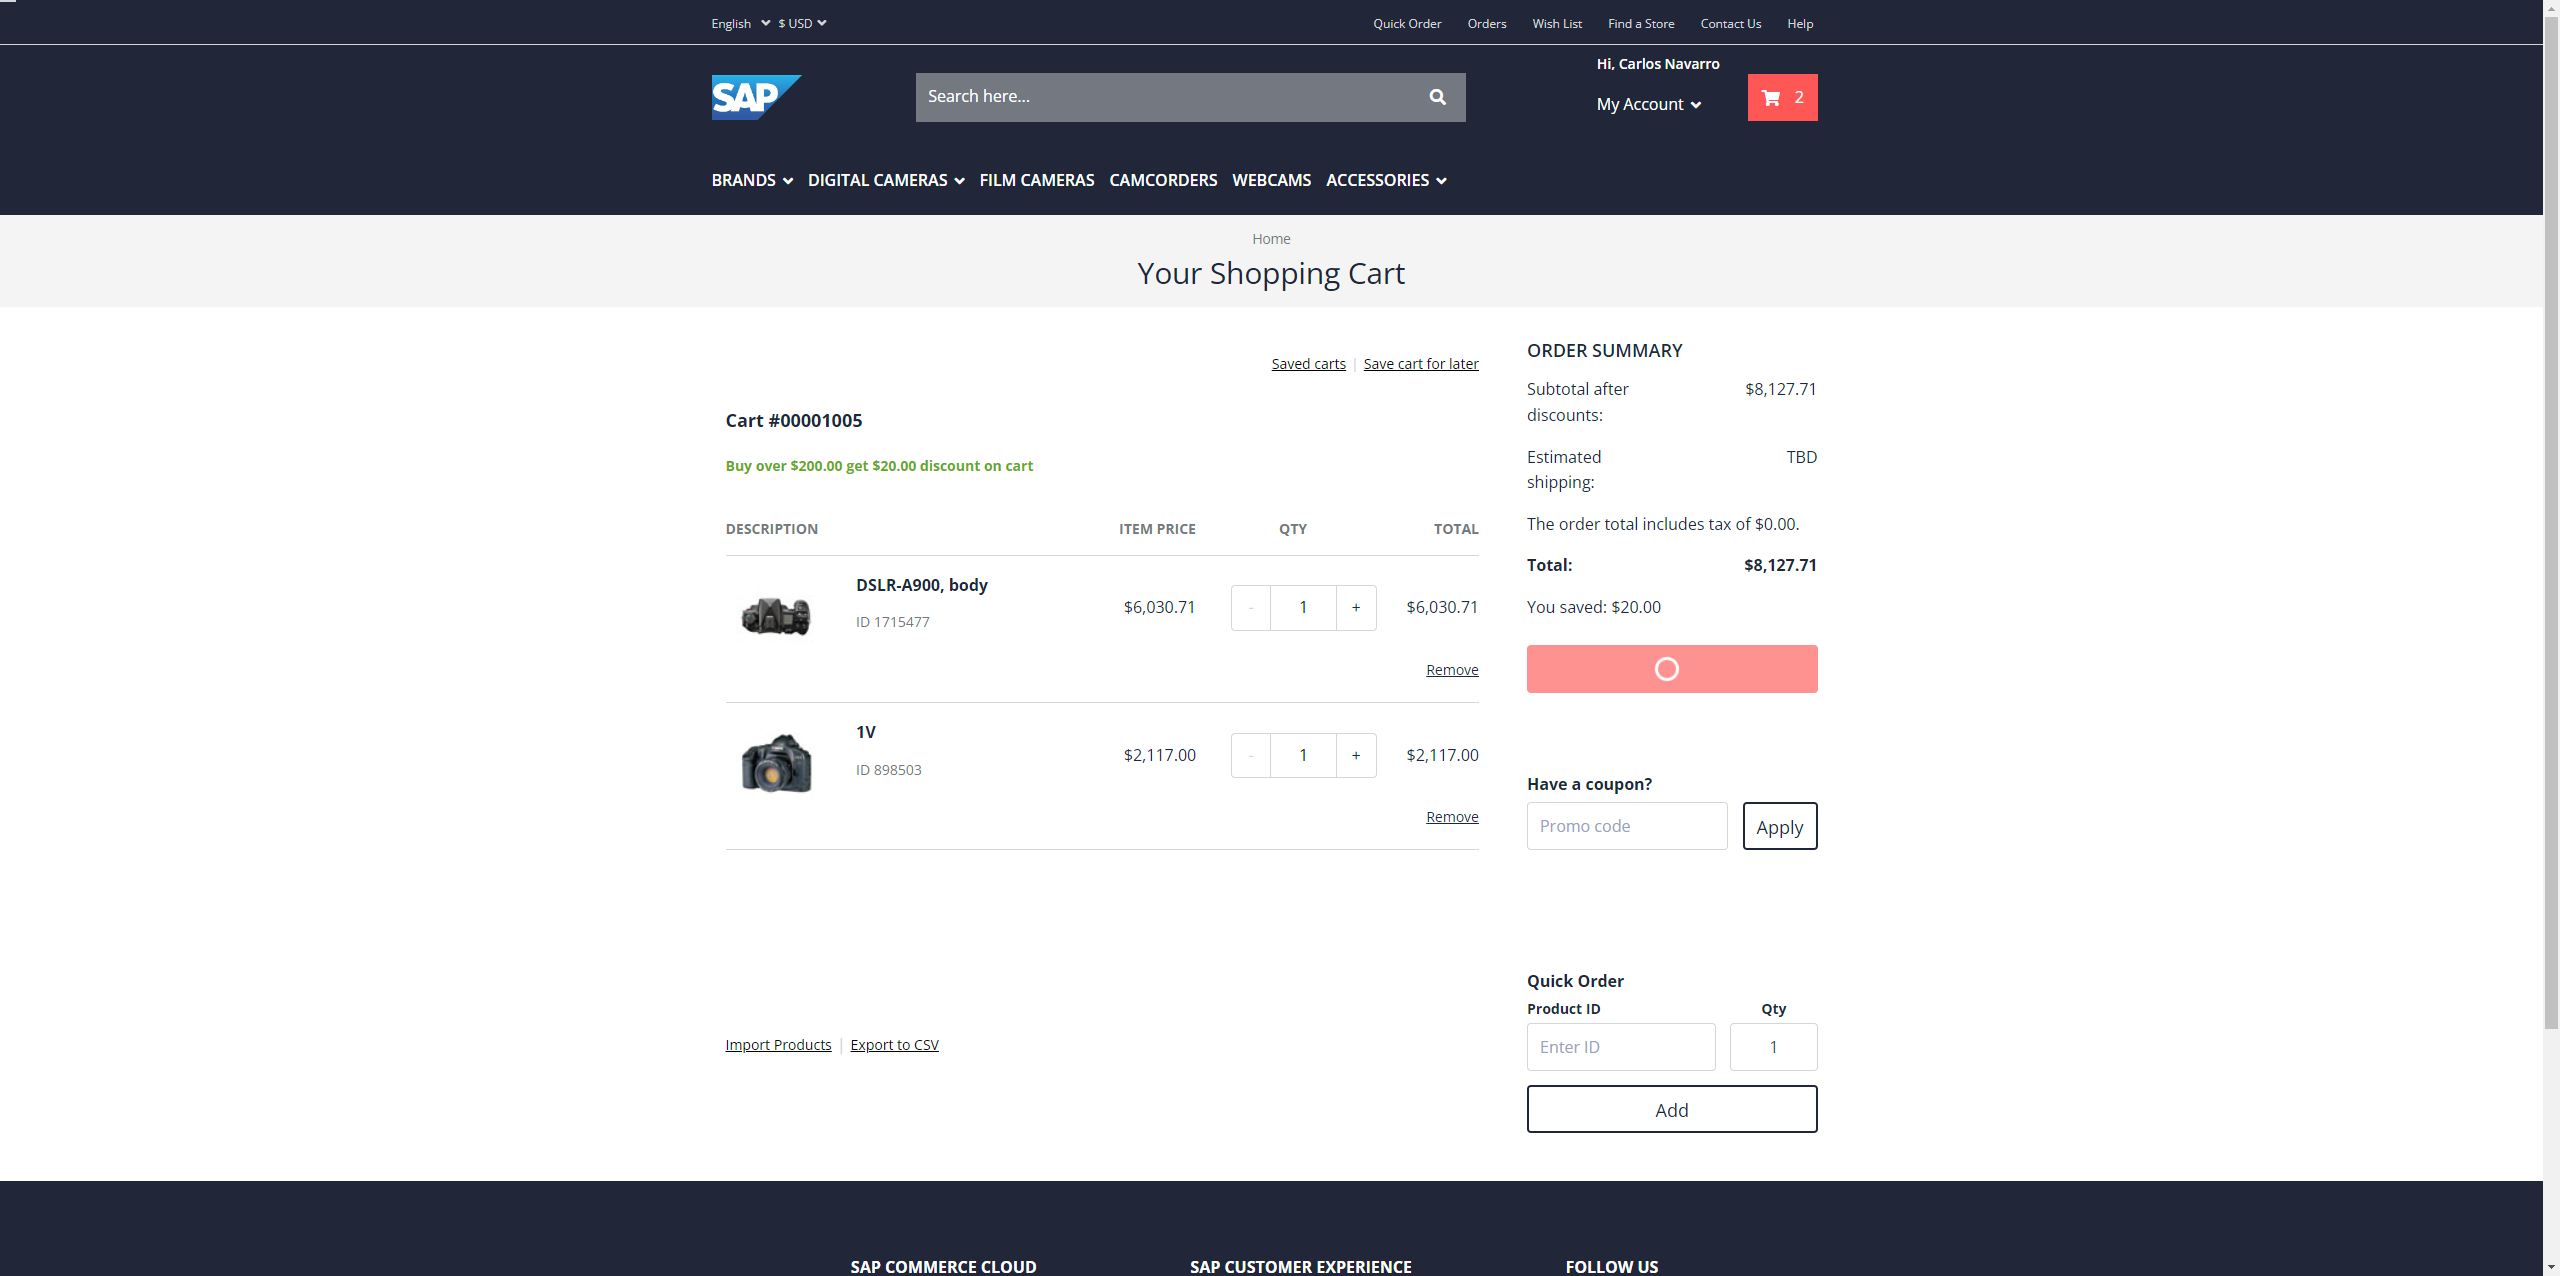 English $ USD
Quick Order Orders Wish List Find a Store Contact Us Help
Hi, Carlos Navarro
SAP
Search here...
My Account
2
BRANDS DIGITAL CAMERAS FILM CAMERAS CAMCORDERS WEBCAMS ACCESSORIES
Home
Your Shopping Cart
Saved carts | Save cart for later
Cart #00001005
Buy over $200.00 get $20.00 discount on cart
DESCRIPTION ITEM PRICE QTY TOTAL
DSLR-A900, body
ID 1715477
$6,030.71 - 1 + $6,030.71
Remove
1V
ID 898503
$2,117.00 - 1 + $2,117.00
Remove
Import Products | Export to CSV
ORDER SUMMARY
Subtotal after $8,127.71
discounts:
Estimated TBD
shipping:
The order total includes tax of $0.00.
Total: $8,127.71
You saved: $20.00
Have a coupon?
Promo code Apply
Quick Order
Product ID Qty
Enter ID 1
Add
SAP COMMERCE CLOUD SAP CUSTOMER EXPERIENCE FOLLOW US